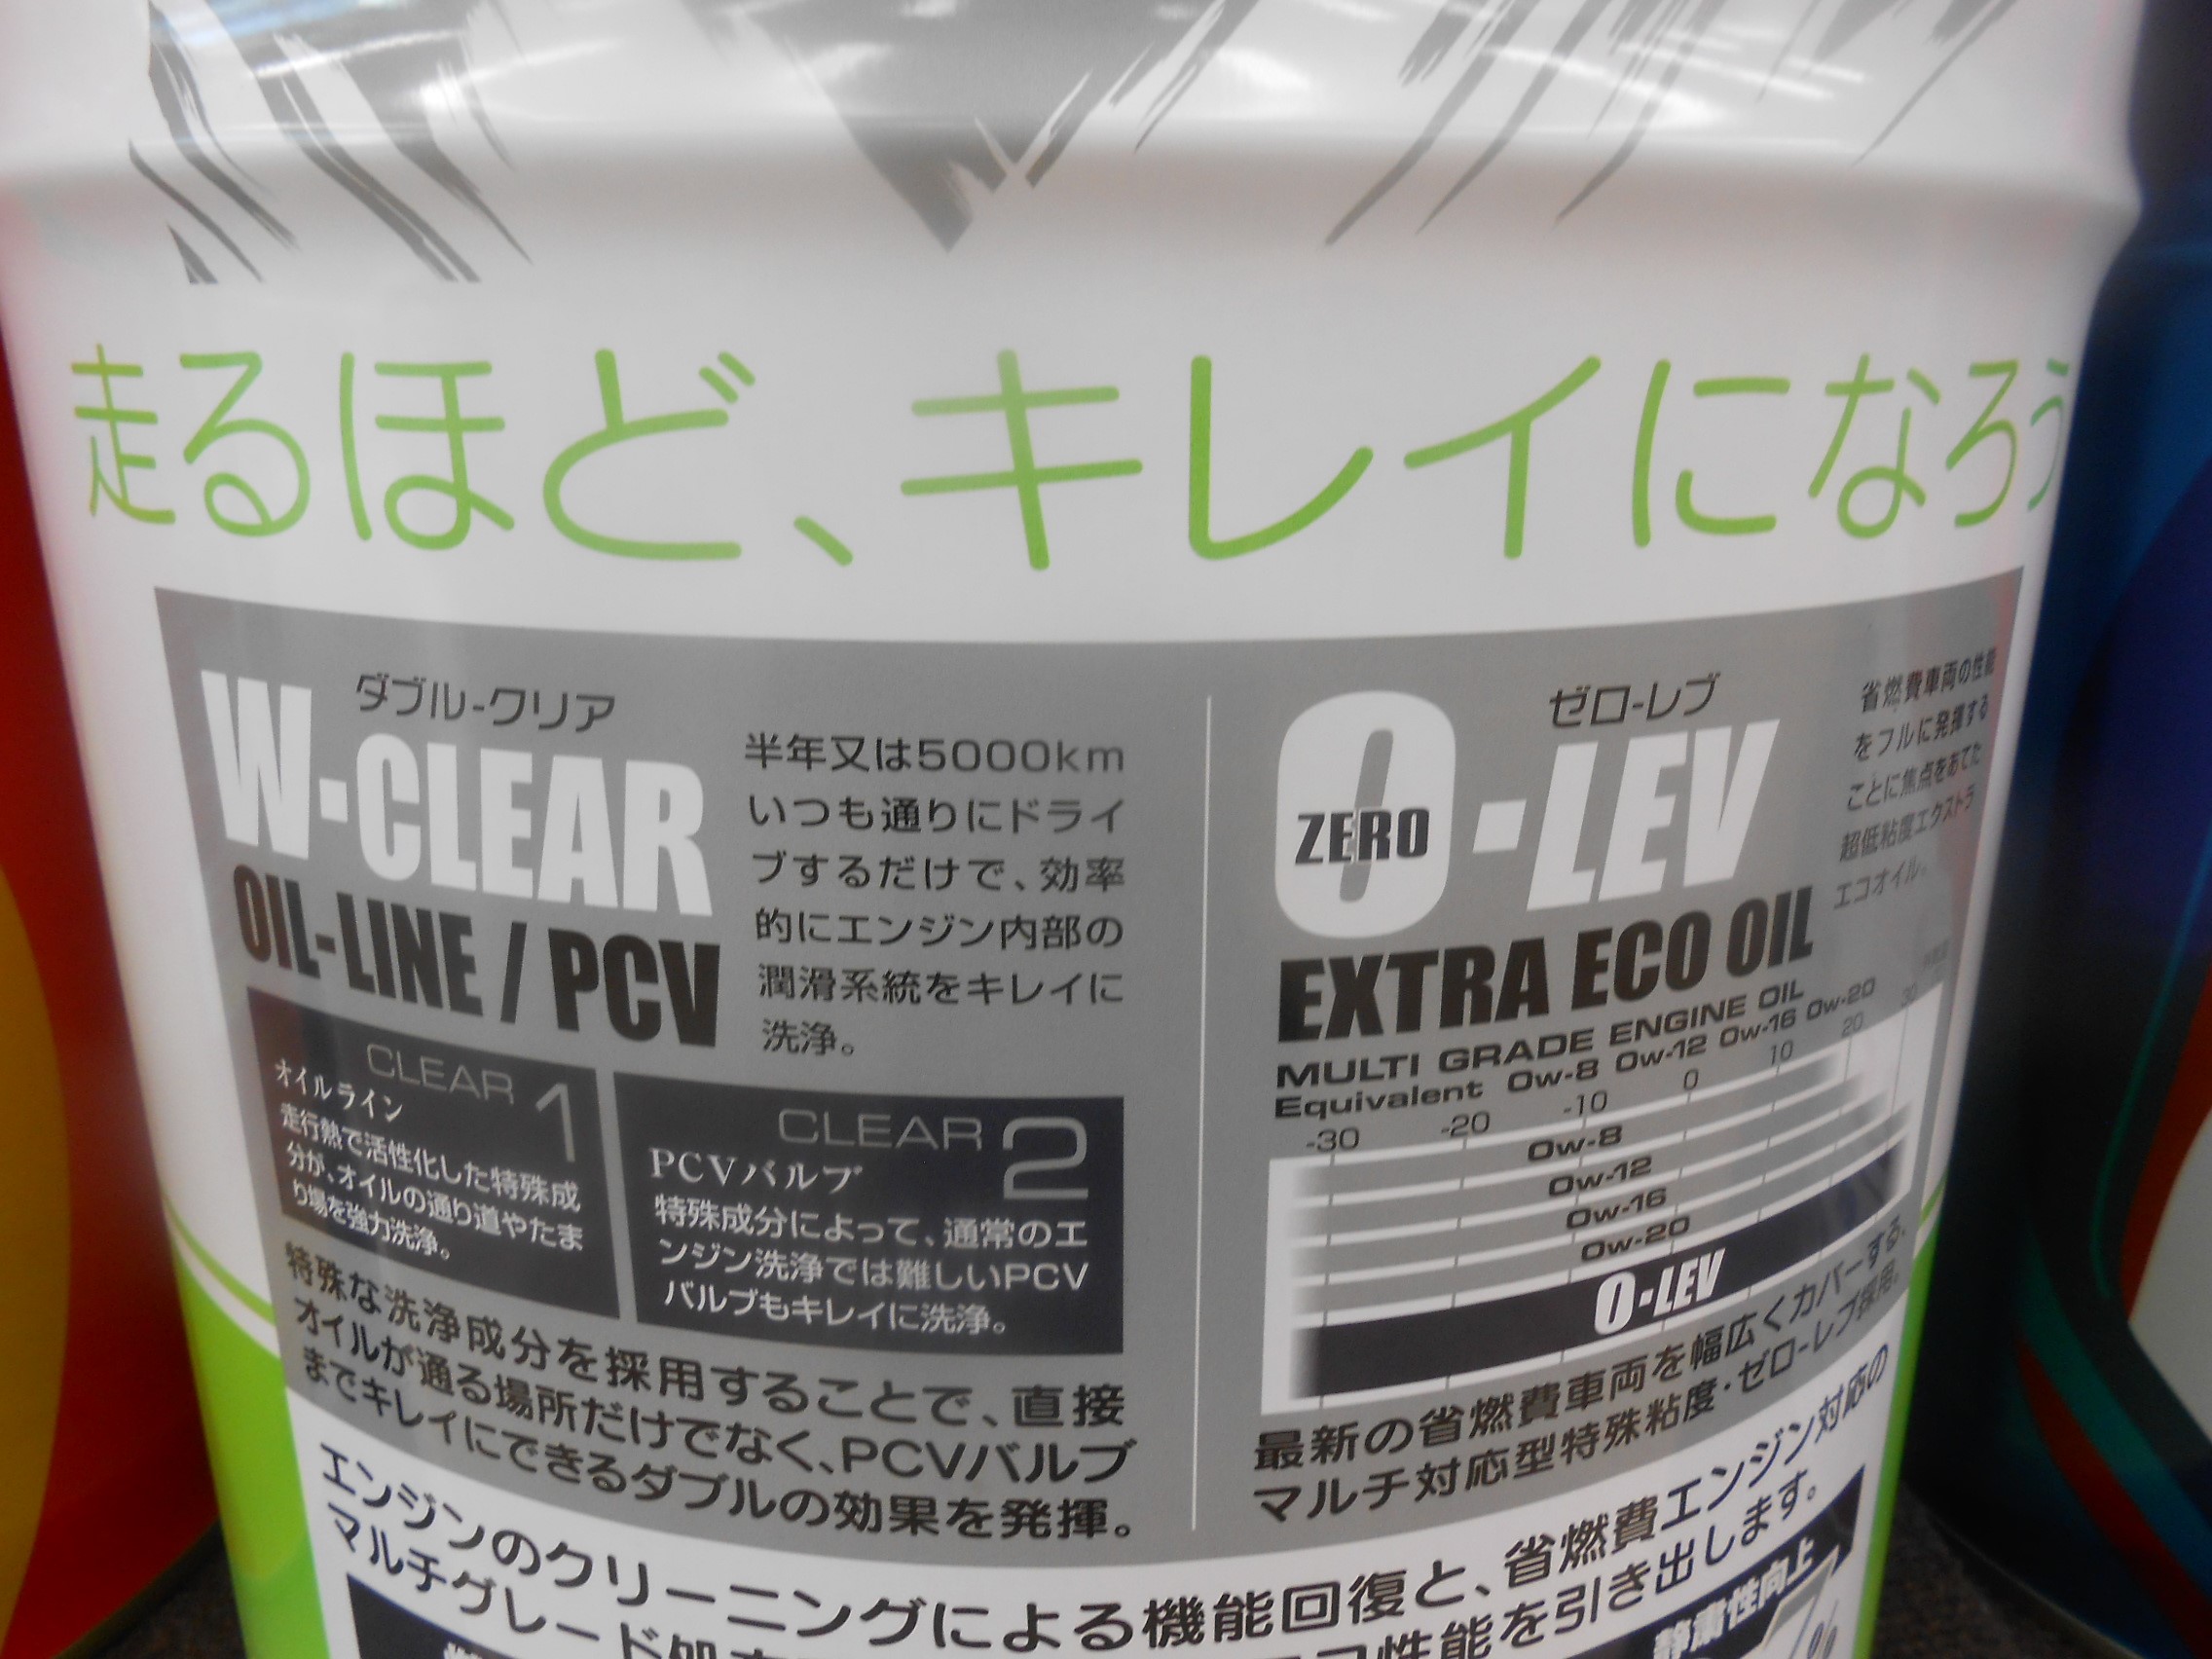 走るほど、キレイになろう
ダブル-クリア
W-CLEAR
OIL-LINE / PCV
半年又は5000km
いつも通りにドライ
ブするだけで、効率
的にエンジン内部の
潤滑系統をキレイに
洗浄。
CLEAR 1
オイルライン
走行熱で活性化した特殊成
分が、オイルの通り道やたま
り場を強力洗浄。
CLEAR 2
PCVバルブ
特殊成分によって、通常のエ
ンジン洗浄では難しいPCV
バルブもキレイに洗浄。
特殊な洗浄成分を採用することで、直接
オイルが通る場所だけでなく、PCVバルブ
までキレイにできるダブルの効果を発揮。
ゼロ-レブ
0-LEV
ZERO
EXTRA ECO OIL
省燃費車両の性能
をフルに発揮する
ことに焦点をあてた
超低粘度エクストラ
エコオイル。
MULTI GRADE ENGINE OIL
Equivalent 0w-8 0w-12 0w-16 0w-20
-30 -20 -10 0 10 20 30
0w-8
0w-12
0w-16
0w-20
0-LEV
最新の省燃費車両を幅広くカバーする、
マルチ対応型特殊粘度・ゼロ-レブ採用。
エンジンのクリーニングによる機能回復と、省燃費エンジン対応の
マルチグレード
性能を引き出します。
静粛性向上